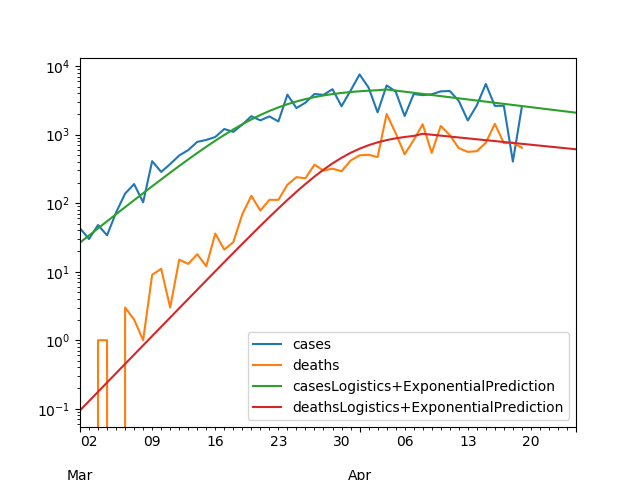 10⁴
10³
10²
10¹
10⁰
10⁻¹
cases
deaths
casesLogistics+ExponentialPrediction
deathsLogistics+ExponentialPrediction
02 09 16 23 30 06 13 20
Mar Apr